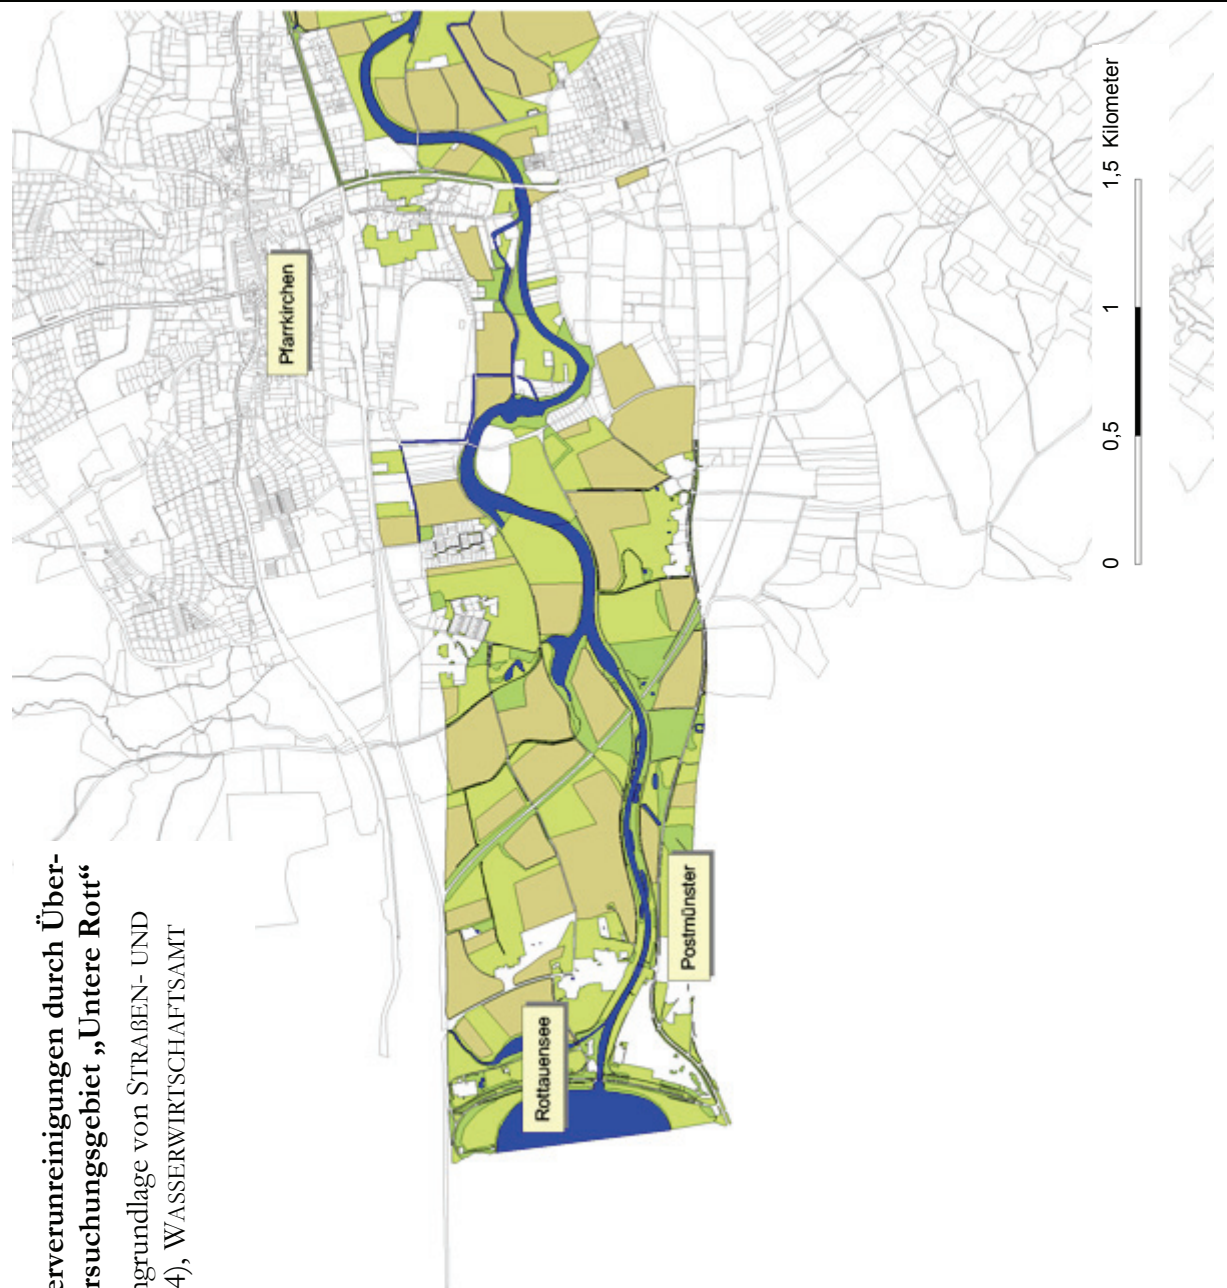 erverunreinigungen durch Über-
rsuchungsgebiet „Untere Rott“
ngrundlage von STRAßEN- UND
4), WASSERWIRTSCHAFTSAMT
Rottauensee
Postmünster
Pfarrkirchen
0 0,5 1 1,5 Kilometer